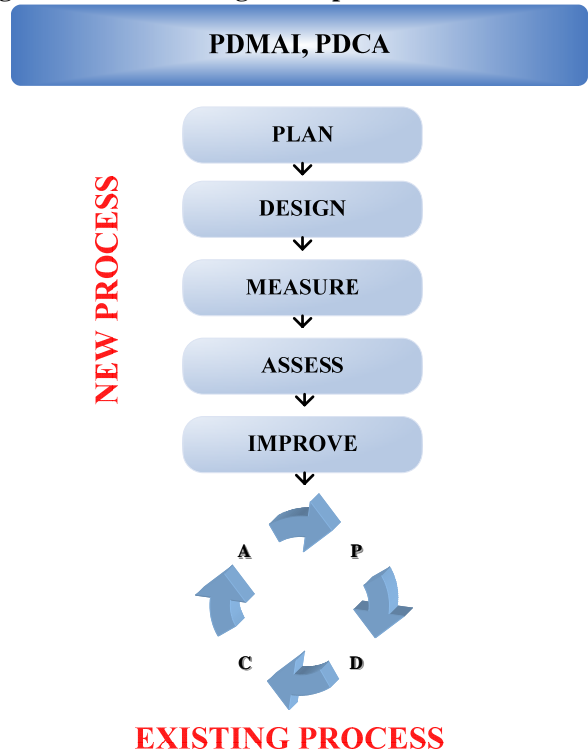 PDMAI, PDCA
PLAN
DESIGN
NEW PROCESS
MEASURE
ASSESS
IMPROVE
A
P
C
D
EXISTING PROCESS